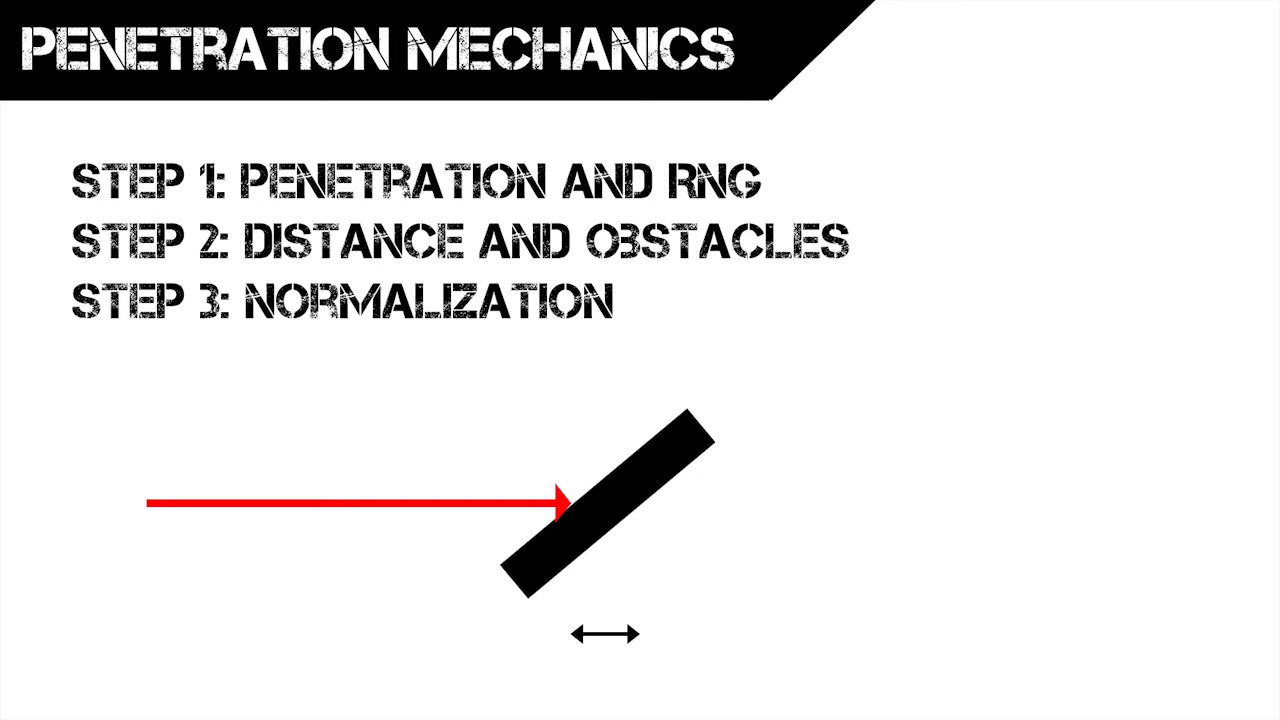 PENETRATION MECHANICS
STEP 1: PENETRATION AND RNG
STEP 2: DISTANCE AND OBSTACLES
STEP 3: NORMALIZATION